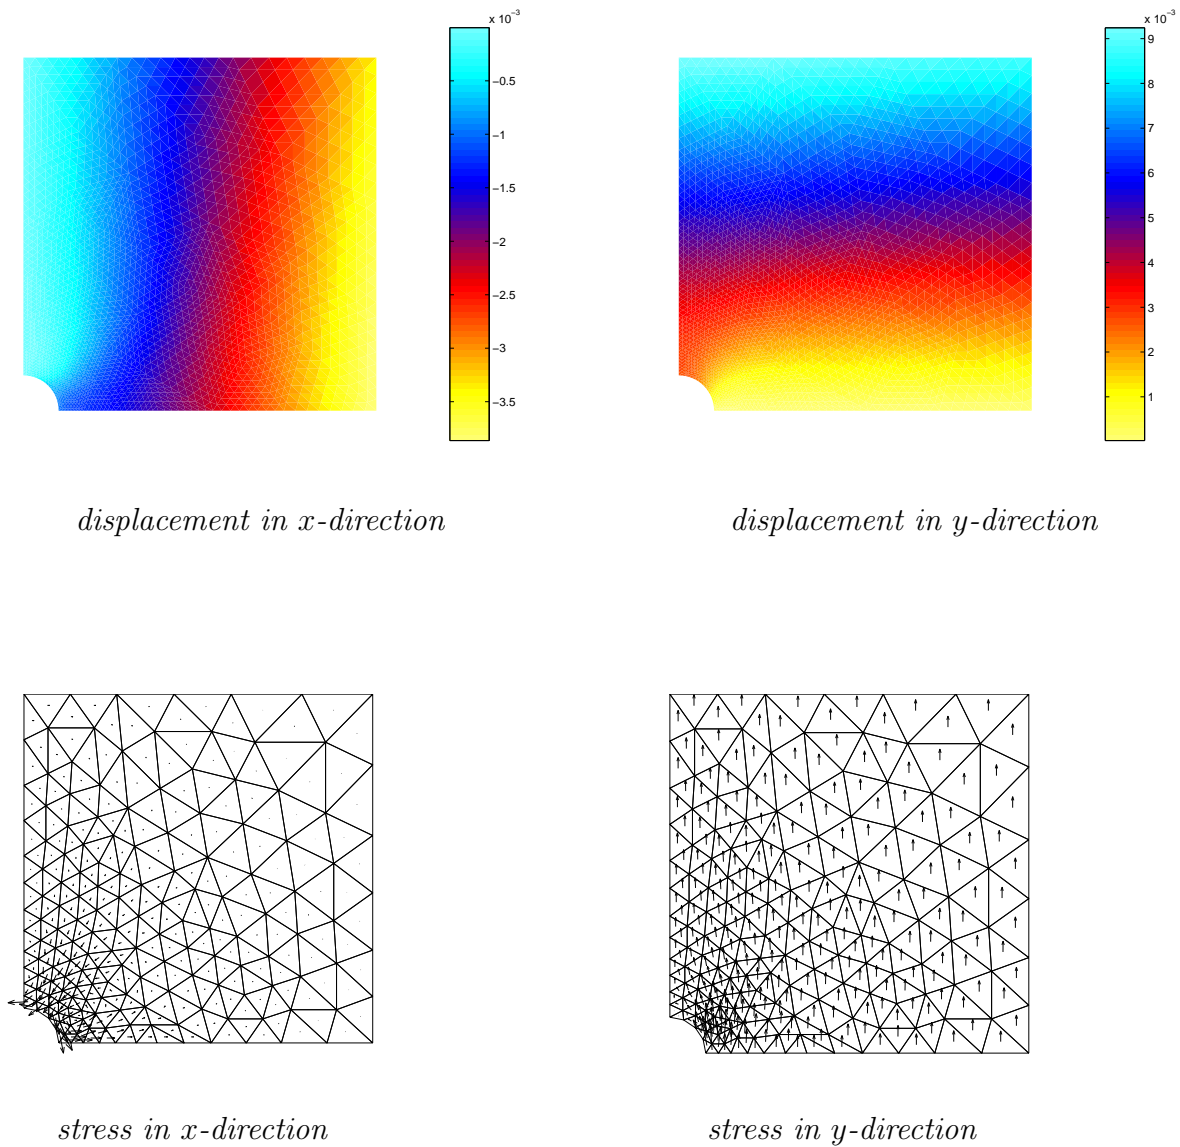 x 10⁻³
−0.5
−1
−1.5
−2
−2.5
−3
−3.5
x 10⁻³
9
8
7
6
5
4
3
2
1
displacement in x-direction
displacement in y-direction
stress in x-direction
stress in y-direction